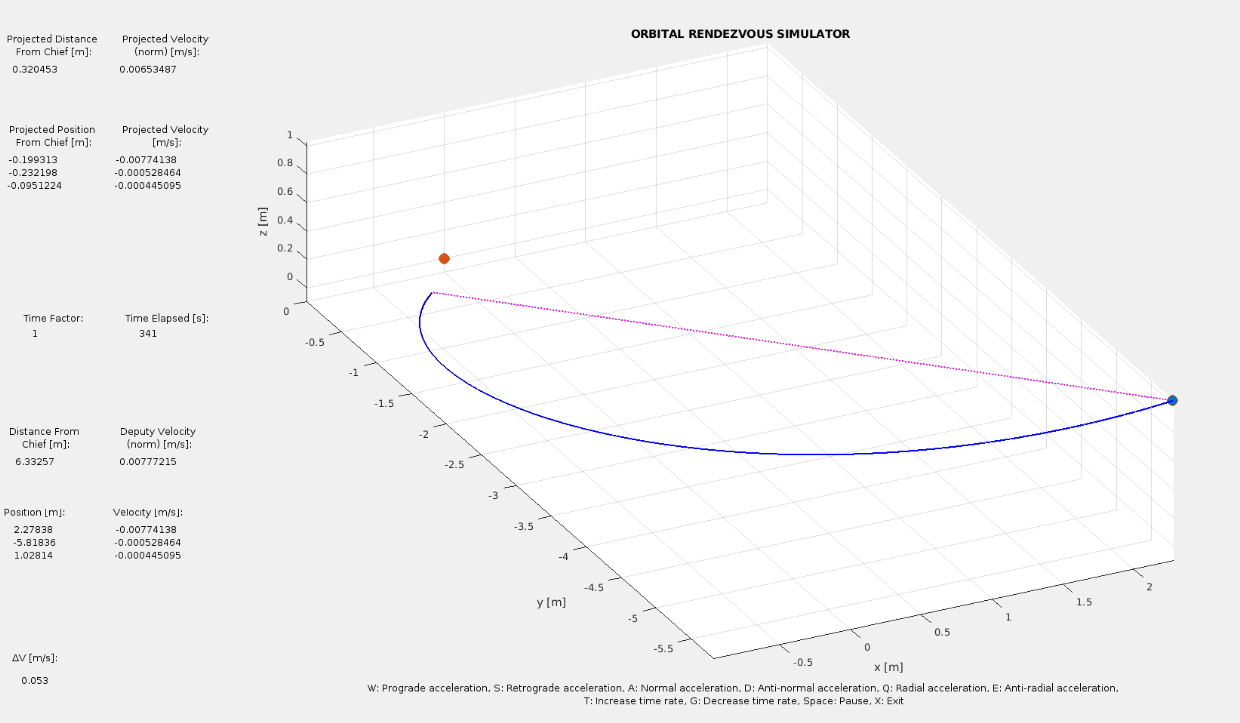 ORBITAL RENDEZVOUS SIMULATOR
Projected Distance
From Chief [m]:
0.320453
Projected Velocity
(norm) [m/s]:
0.00653487
Projected Position
From Chief [m]:
-0.199313
-0.232198
-0.0951224
Projected Velocity
[m/s]:
-0.00774138
-0.000528464
-0.000445095
Time Factor:
1
Time Elapsed [s]:
341
Distance From
Chief [m]:
6.33257
Deputy Velocity
(norm) [m/s]:
0.00777215
Position [m]:
2.27838
-5.81836
1.02814
Velocity [m/s]:
-0.00774138
-0.000528464
-0.000445095
ΔV [m/s]:
0.053
z [m]
1
0.8
0.6
0.4
0.2
0
y [m]
0
-0.5
-1
-1.5
-2
-2.5
-3
-3.5
-4
-4.5
-5
-5.5
x [m]
-0.5
0
0.5
1
1.5
2
W: Prograde acceleration, S: Retrograde acceleration, A: Normal acceleration, D: Anti-normal acceleration, Q: Radial acceleration, E: Anti-radial acceleration,
T: Increase time rate, G: Decrease time rate, Space: Pause, X: Exit